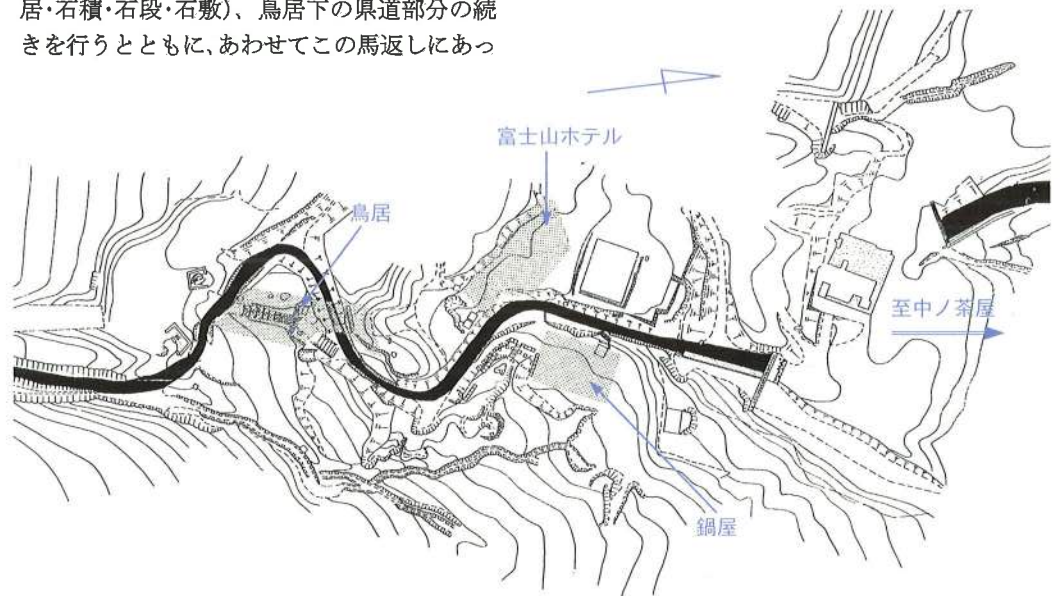 居・石積・石段・石敷)、鳥居下の県道部分の続
きを行うとともに、あわせてこの馬返しにあっ
富士山ホテル
鳥居
至中ノ茶屋
鍋屋